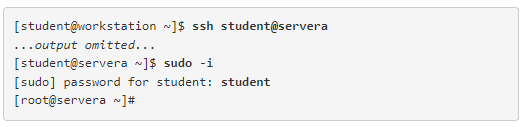 [student@workstation ~]$ ssh student@servera
...output omitted...
[student@servera ~]$ sudo -i
[sudo] password for student: student
[root@servera ~]#